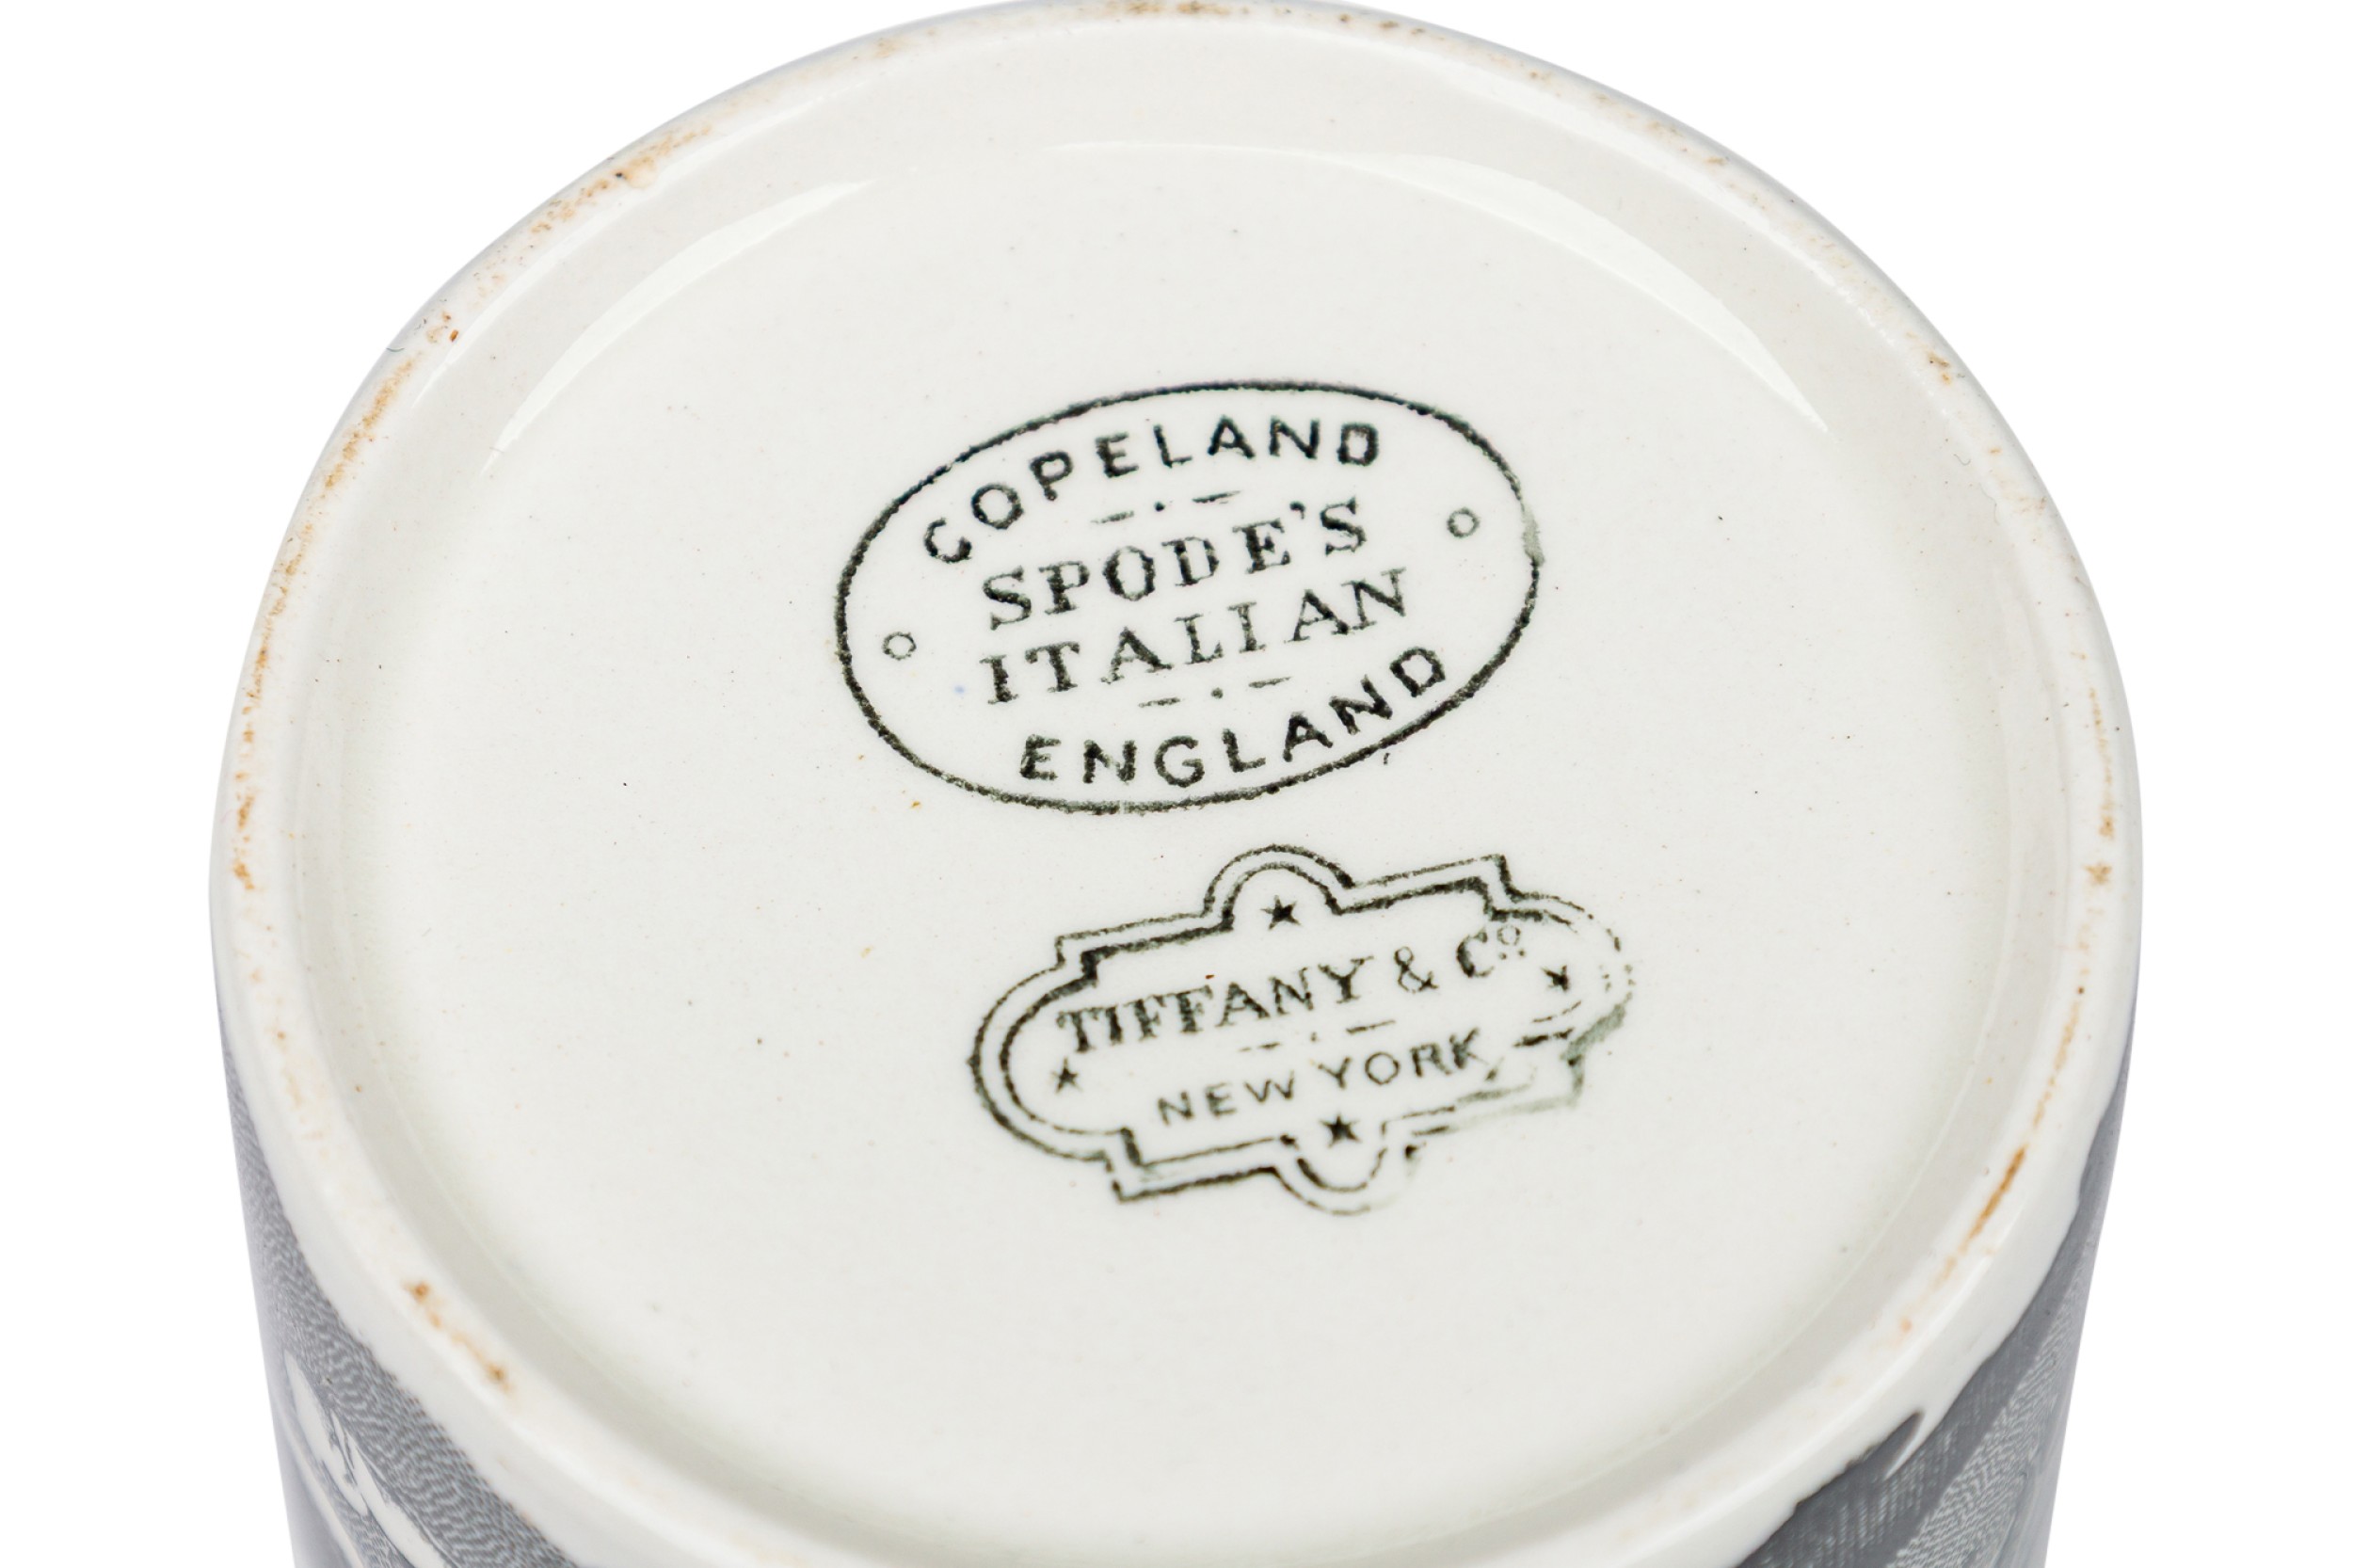 COPELAND
SPODE'S
ITALIAN
ENGLAND
TIFFANY & Cº
NEW YORK